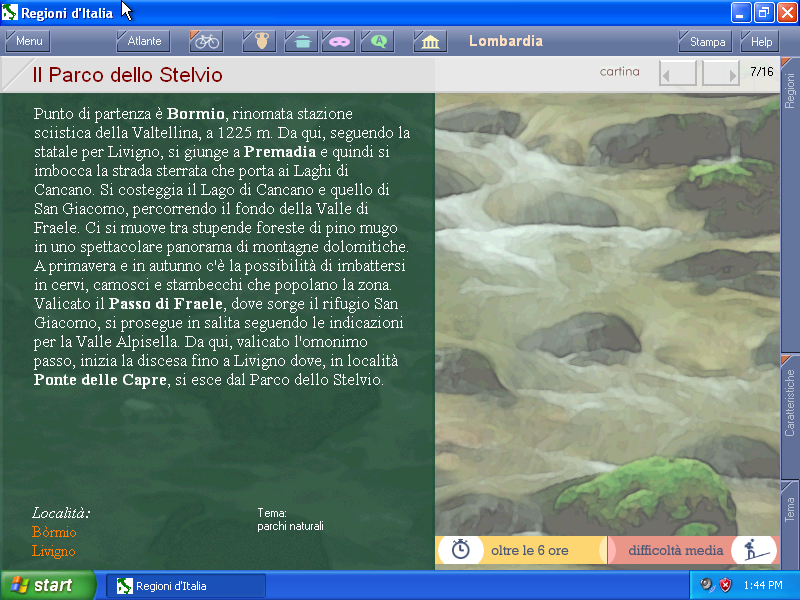 Regioni d'Italia
Menu
Atlante
A
Lombardia
Stampa
Help
Il Parco dello Stelvio
cartina
7/16
Regioni
Punto di partenza è Bormio, rinomata stazione
sciistica della Valtellina, a 1225 m. Da qui, seguendo la
statale per Livigno, si giunge a Premadia e quindi si
imbocca la strada sterrata che porta ai Laghi di
Cancano. Si costeggia il Lago di Cancano e quello di
San Giacomo, percorrendo il fondo della Valle di
Fraele. Ci si muove tra stupende foreste di pino mugo
in uno spettacolare panorama di montagne dolomitiche.
A primavera e in autunno c'è la possibilità di imbattersi
in cervi, camosci e stambecchi che popolano la zona.
Valicato il Passo di Fraele, dove sorge il rifugio San
Giacomo, si prosegue in salita seguendo le indicazioni
per la Valle Alpisella. Da qui, valicato l'omonimo
passo, inizia la discesa fino a Livigno dove, in località
Ponte delle Capre, si esce dal Parco dello Stelvio.
Caratteristiche
Tema
Località:
Bòrmio
Livigno
Tema:
parchi naturali
oltre le 6 ore
difficoltà media
start
Regioni d'Italia
1:44 PM